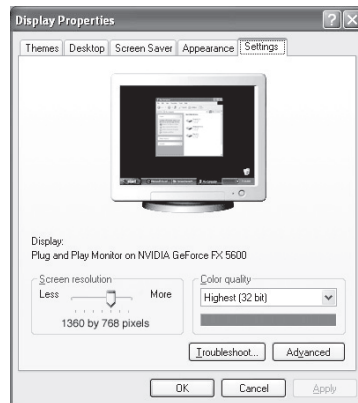 Display Properties
Themes Desktop Screen Saver Appearance Settings
Display:
Plug and Play Monitor on NVIDIA GeForce FX 5600
Screen resolution
Less More
1360 by 768 pixels
Color quality
Highest (32 bit)
Troubleshoot... Advanced
OK Cancel Apply